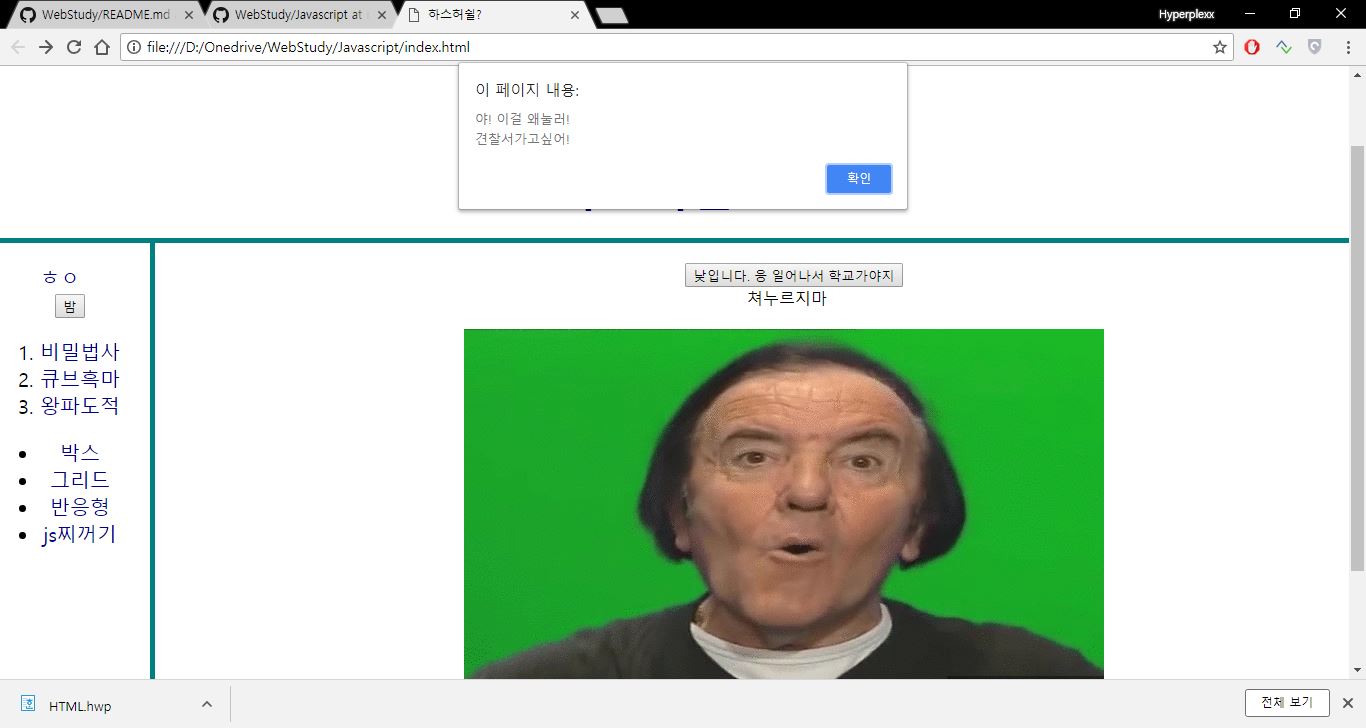 WebStudy/README.md
WebStudy/Javascript at
하스허쉴?
Hyperplexx
file:///D:/Onedrive/WebStudy/Javascript/index.html
이 페이지 내용:
야! 이걸 왜눌러!
견찰서가고싶어!
확인
ㅎㅇ
밤
1. 비밀법사
2. 큐브흑마
3. 왕파도적
박스
그리드
반응형
js찌꺼기
낮입니다. 응 일어나서 학교가야지
쳐누르지마
HTML.hwp
전체 보기